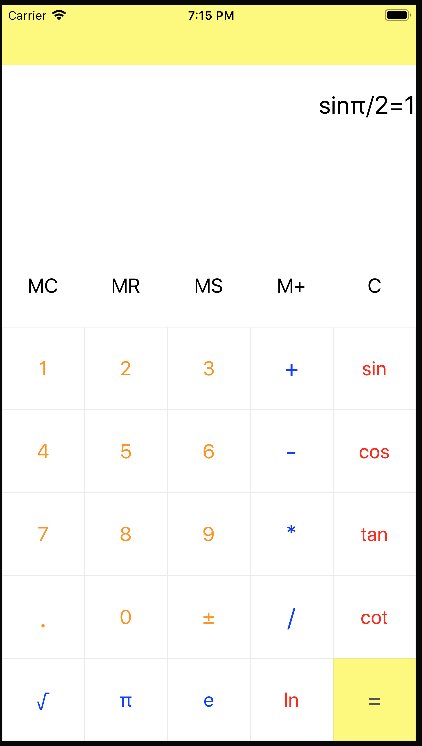 Carrier 7:15 PM
sinπ/2=1
MC MR MS M+ C
1 2 3 + sin
4 5 6 - cos
7 8 9 * tan
. 0 ± / cot
√ π e ln =